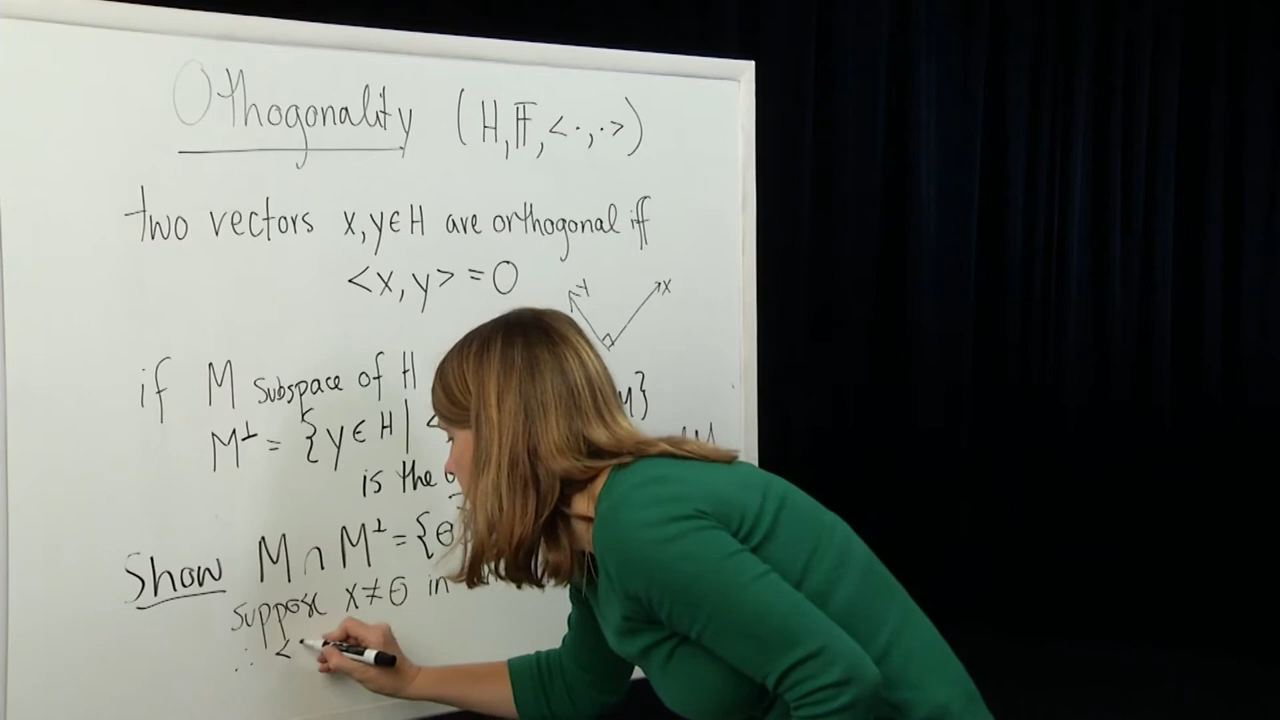 Orthogonality (H, 𝔽, <·,·>)
two vectors x, y ∈ H are orthogonal iff
<x, y> = 0
y x
if M subspace of H
M⊥ = {y ∈ H | < M}
M
is the
Show M ∩ M⊥ = {θ
suppose x ≠ θ in
∴ <